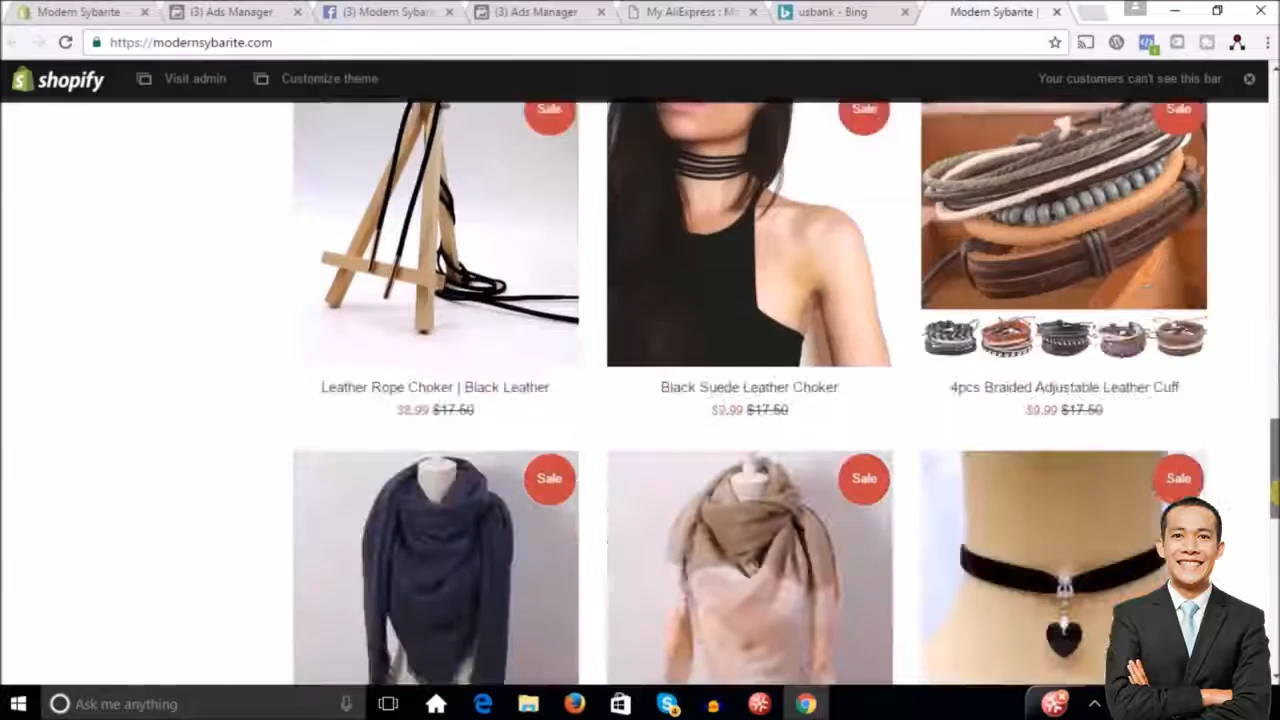 Modern Sybarite
Ads Manager
(3) Modern Sybari
(3) Ads Manager
My AliExpress : M
usbank - Bing
Modern Sybarite |
https://modernsybarite.com
shopify
Visit admin
Customize theme
Your customers can't see this bar
Sale
Sale
Sale
Leather Rope Choker | Black Leather
Black Suede Leather Choker
4pcs Braided Adjustable Leather Cuff
$8.99 $17.50
$9.99 $17.50
$9.99 $17.50
Sale
Sale
Sale
Ask me anything